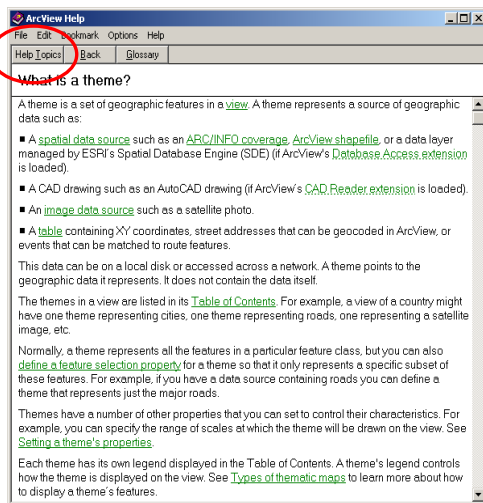 ArcView Help
File Edit Bookmark Options Help
Help Topics Back Glossary
What is a theme?
A theme is a set of geographic features in a view. A theme represents a source of geographic
data such as:
■ A spatial data source such as an ARC/INFO coverage, ArcView shapefile, or a data layer
managed by ESRI's Spatial Database Engine (SDE) (if ArcView's Database Access extension
is loaded).
■ A CAD drawing such as an AutoCAD drawing (if ArcView's CAD Reader extension is loaded).
■ An image data source such as a satellite photo.
■ A table containing XY coordinates, street addresses that can be geocoded in ArcView, or
events that can be matched to route features.
This data can be on a local disk or accessed across a network. A theme points to the
geographic data it represents. It does not contain the data itself.
The themes in a view are listed in its Table of Contents. For example, a view of a country might
have one theme representing cities, one theme representing roads, one representing a satellite
image, etc.
Normally, a theme represents all the features in a particular feature class, but you can also
define a feature selection property for a theme so that it only represents a specific subset of
these features. For example, if you have a data source containing roads you can define a
theme that represents just the major roads.
Themes have a number of other properties that you can set to control their characteristics. For
example, you can specify the range of scales at which the theme will be drawn on the view. See
Setting a theme's properties.
Each theme has its own legend displayed in the Table of Contents. A theme's legend controls
how the theme is displayed on the view. See Types of thematic maps to learn more about how
to display a theme's features.